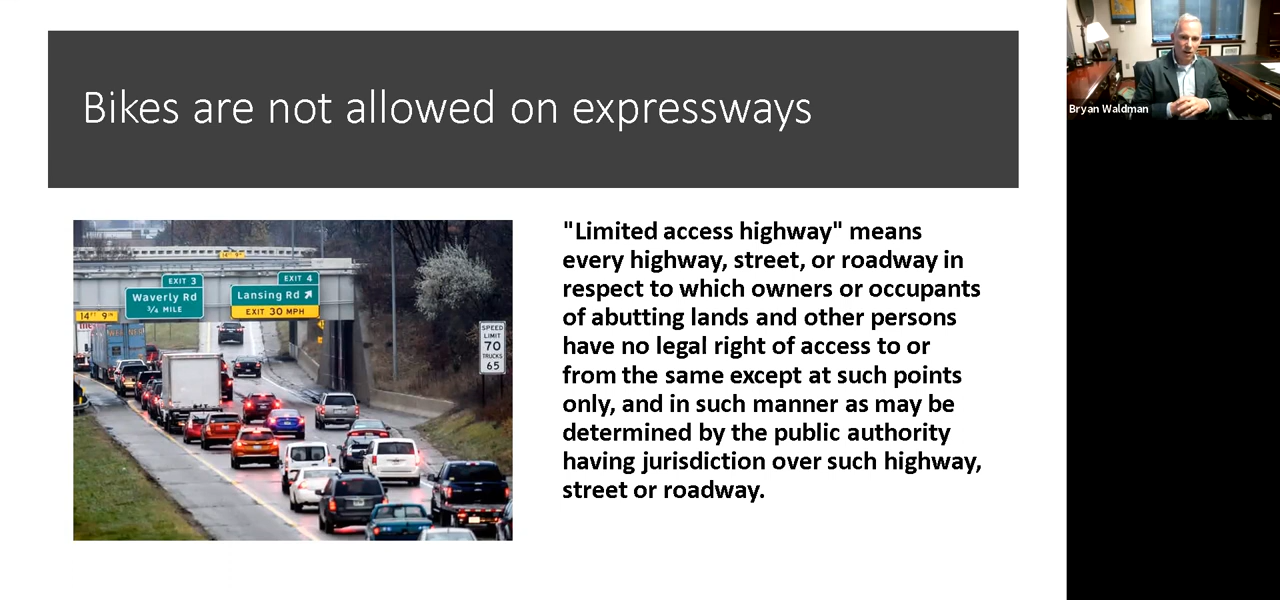 Bikes are not allowed on expressways
Bryan Waldman
"Limited access highway" means
every highway, street, or roadway in
respect to which owners or occupants
of abutting lands and other persons
have no legal right of access to or
from the same except at such points
only, and in such manner as may be
determined by the public authority
having jurisdiction over such highway,
street or roadway.
14FT 9IN
EXIT 3
Waverly Rd
3/4 MILE
EXIT 4
Lansing Rd
EXIT 30 MPH
14FT 9IN
SPEED
LIMIT
70
TRUCKS
65